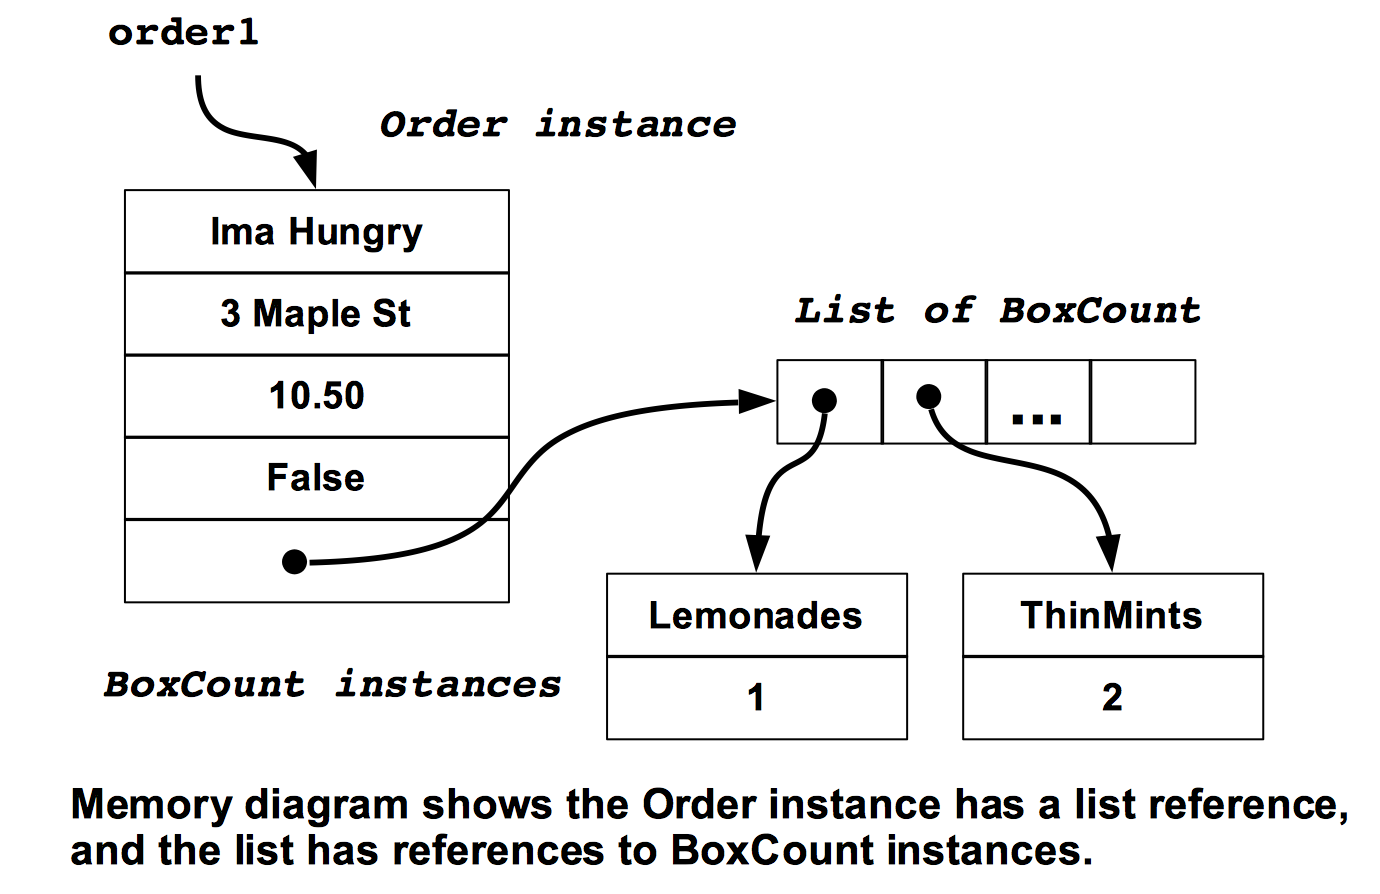 order1
Order instance
Ima Hungry
3 Maple St
10.50
False
List of BoxCount
...
Lemonades
1
ThinMints
2
BoxCount instances
Memory diagram shows the Order instance has a list reference,
and the list has references to BoxCount instances.